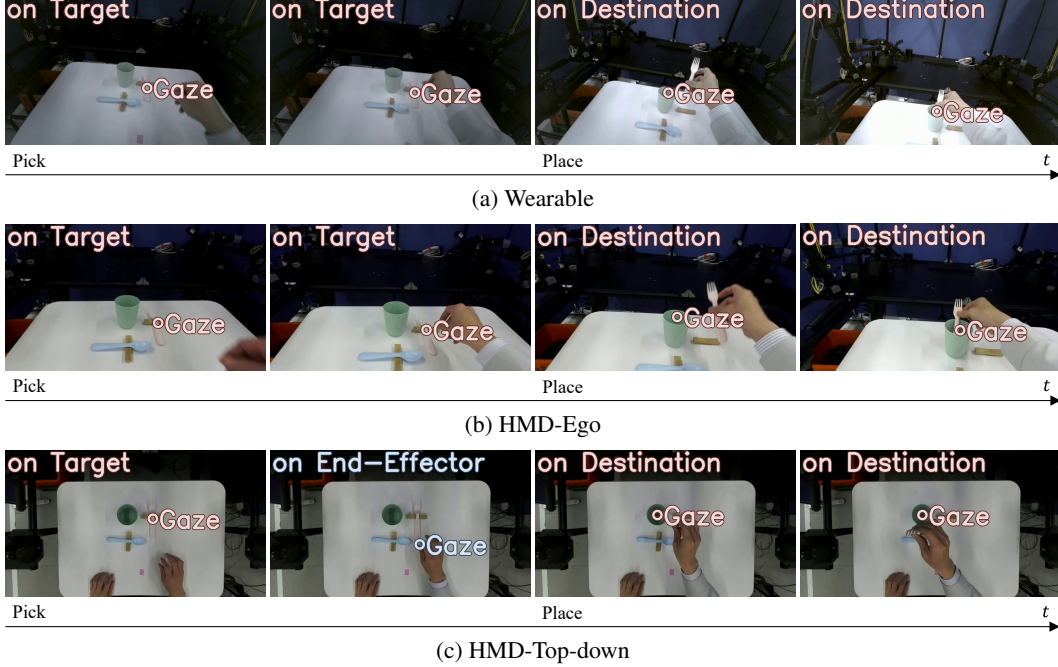 on Target on Target on Destination on Destination
Gaze Gaze Gaze Gaze
Pick Place t
(a) Wearable
on Target on Target on Destination on Destination
Gaze Gaze Gaze Gaze
Pick Place t
(b) HMD-Ego
on Target on End-Effector on Destination on Destination
Gaze Gaze Gaze Gaze
Pick Place t
(c) HMD-Top-down